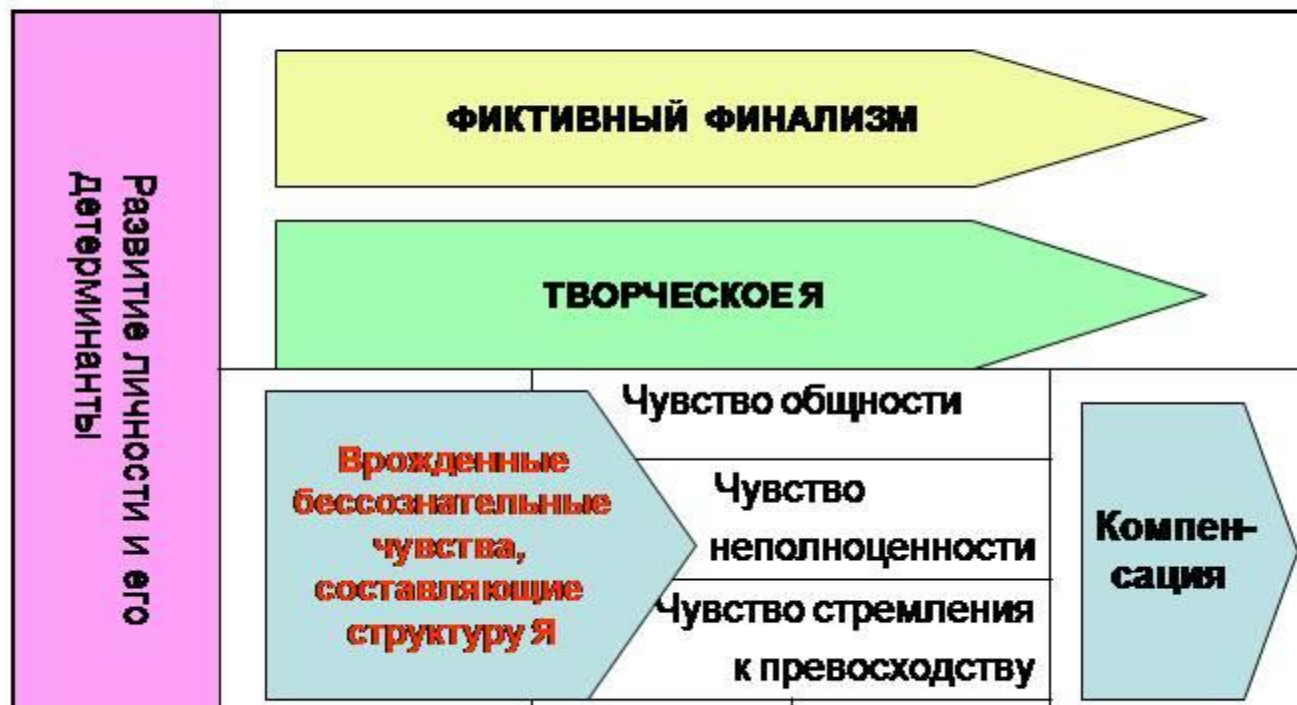 Развитие личности и его
детерминанты
ФИКТИВНЫЙ ФИНАЛИЗМ
ТВОРЧЕСКОЕ Я
Врожденные
бессознательные
чувства,
составляющие
структуру Я
Чувство общности
Чувство
неполноценности
Чувство стремления
к превосходству
Компен-
сация